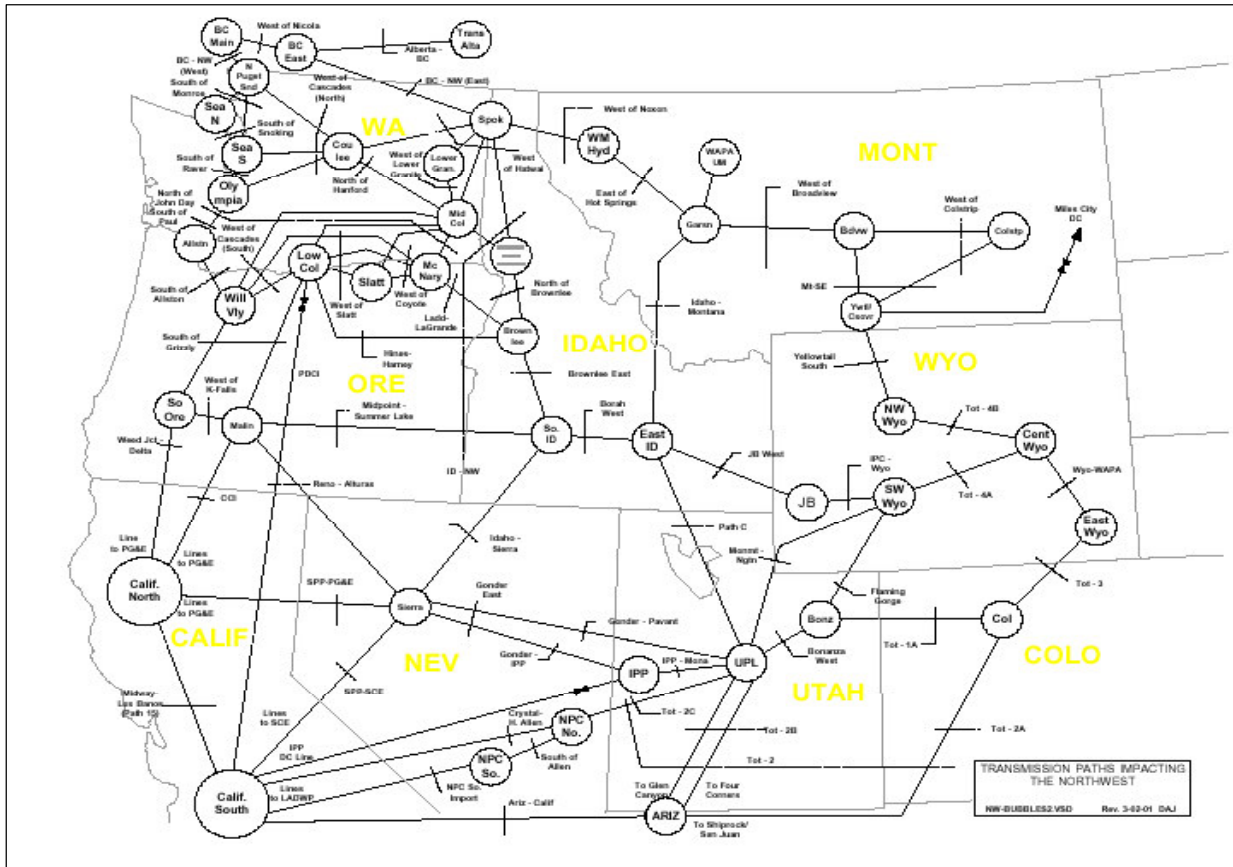 BC
Main
West of Nicola
BC
East
Trans
Alta
Alberta -
BC
BC - NW
(West)
N
Puget
Snd
South of
Monroe
West of
Cascades
(North)
BC - NW (East)
Sea
N
South of
Snoking
WA
Spok
West of Noxon
WM
Hyd
WAPA
UM
MONT
Sea
S
Cou
lee
West of
Lower
Granite
Lower
Gran.
West
of Hatwai
South of
Raver
North of
Hanford
East of
Hot Springs
West of
Broadview
West of
Colstrip
Miles City
DC
Oly
mpia
North of
John Day
South of
Paul
Mid
Col
Garsn
Bdvw
Colstp
Allstn
West of
Cascades
(South)
Low
Col
Slatt
Mc
Nary
North of
Brownlee
Mt-SE
South of
Allston
Will
Vly
West of
Slatt
West of
Coyote
Ladd-
LaGrande
Idaho -
Montana
South of
Grizzly
Brown
lee
IDAHO
Yellowtail
South
WYO
PDCI
Hines-
Harney
ORE
Brownlee East
West of
K-Falls
Midpoint -
Summer Lake
Borah
West
NW
Wyo
Tot - 4B
So
Ore
Malin
So.
ID
East
ID
Cent
Wyo
Weed Jct -
Delta
JB West
IPC -
Wyo
Wyo-WAPA
ID - NW
Reno - Alturas
COI
JB
SW
Wyo
Tot - 4A
East
Wyo
Path C
Line
to PG&E
Lines
to PG&E
Idaho -
Sierra
Monmt -
Ngtn
Tot - 3
Calif.
North
SPP-PG&E
Gonder
East
Flaming
Gorge
Lines
to PG&E
Sierra
Gonder - Pavant
Bonz
Col
CALIF
NEV
Gonder -
IPP
IPP - Mona
IPP
UPL
Bonanza
West
Tot - 1A
COLO
UTAH
SPP-SCE
Midway-
Los Banos
(Path 15)
Lines
to SCE
Crystal-
H. Allen
NPC
No.
Tot - 2C
Tot - 2B
Tot - 2A
IPP
DC Line
South of
Allen
Tot - 2
NPC
So.
Calif.
South
Lines
to LADWP
NPC So.
Import
To Glen
Canyon
To Four
Corners
Ariz - Calif
ARIZ
To Shiprock/
San Juan
TRANSMISSION PATHS IMPACTING
THE NORTHWEST
NW-BUBBLES2.VSD Rev. 3-02-01 DAJ